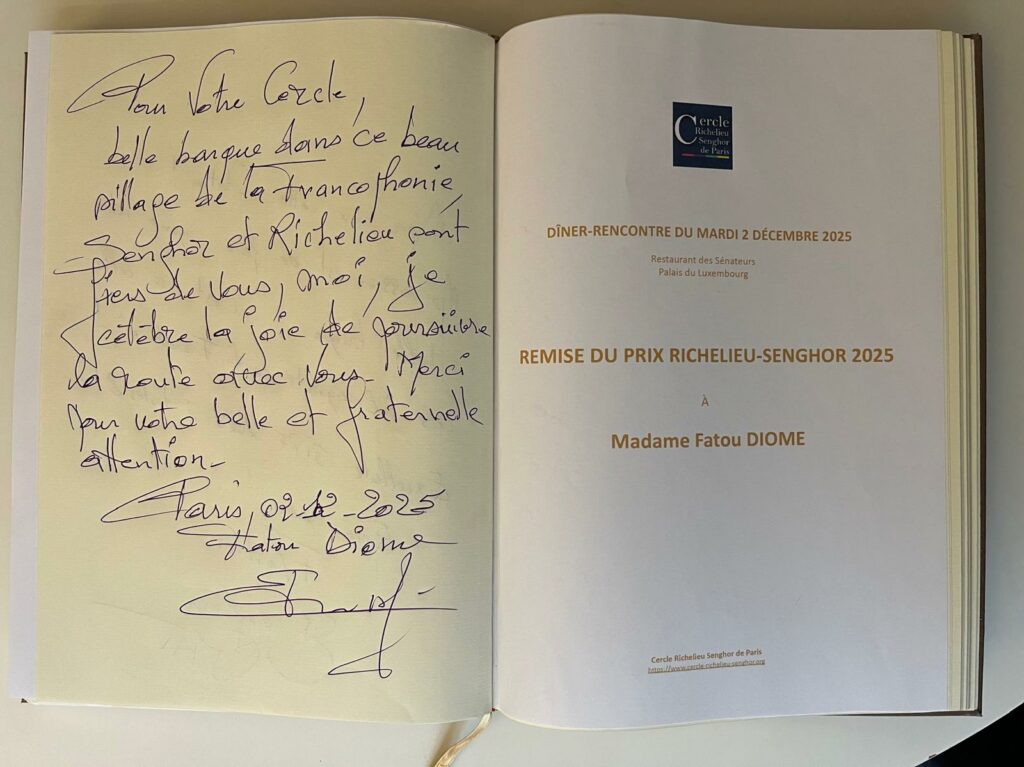 Pour votre Cercle,
belle barque dans ce beau
sillage de la Francophonie,
Senghor et Richelieu sont
fiers de vous, moi, je
célèbre la joie de poursuivre
la route avec vous. Merci
pour votre belle et fraternelle
attention.
Paris, 02-12-2025
Fatou Diome
Cercle
Richelieu
Senghor
de Paris
DÎNER-RENCONTRE DU MARDI 2 DÉCEMBRE 2025
Restaurant des Sénateurs
Palais du Luxembourg
REMISE DU PRIX RICHELIEU-SENGHOR 2025
À
Madame Fatou DIOME
Cercle Richelieu Senghor de Paris
https://www.cercle-richelieu-senghor.org